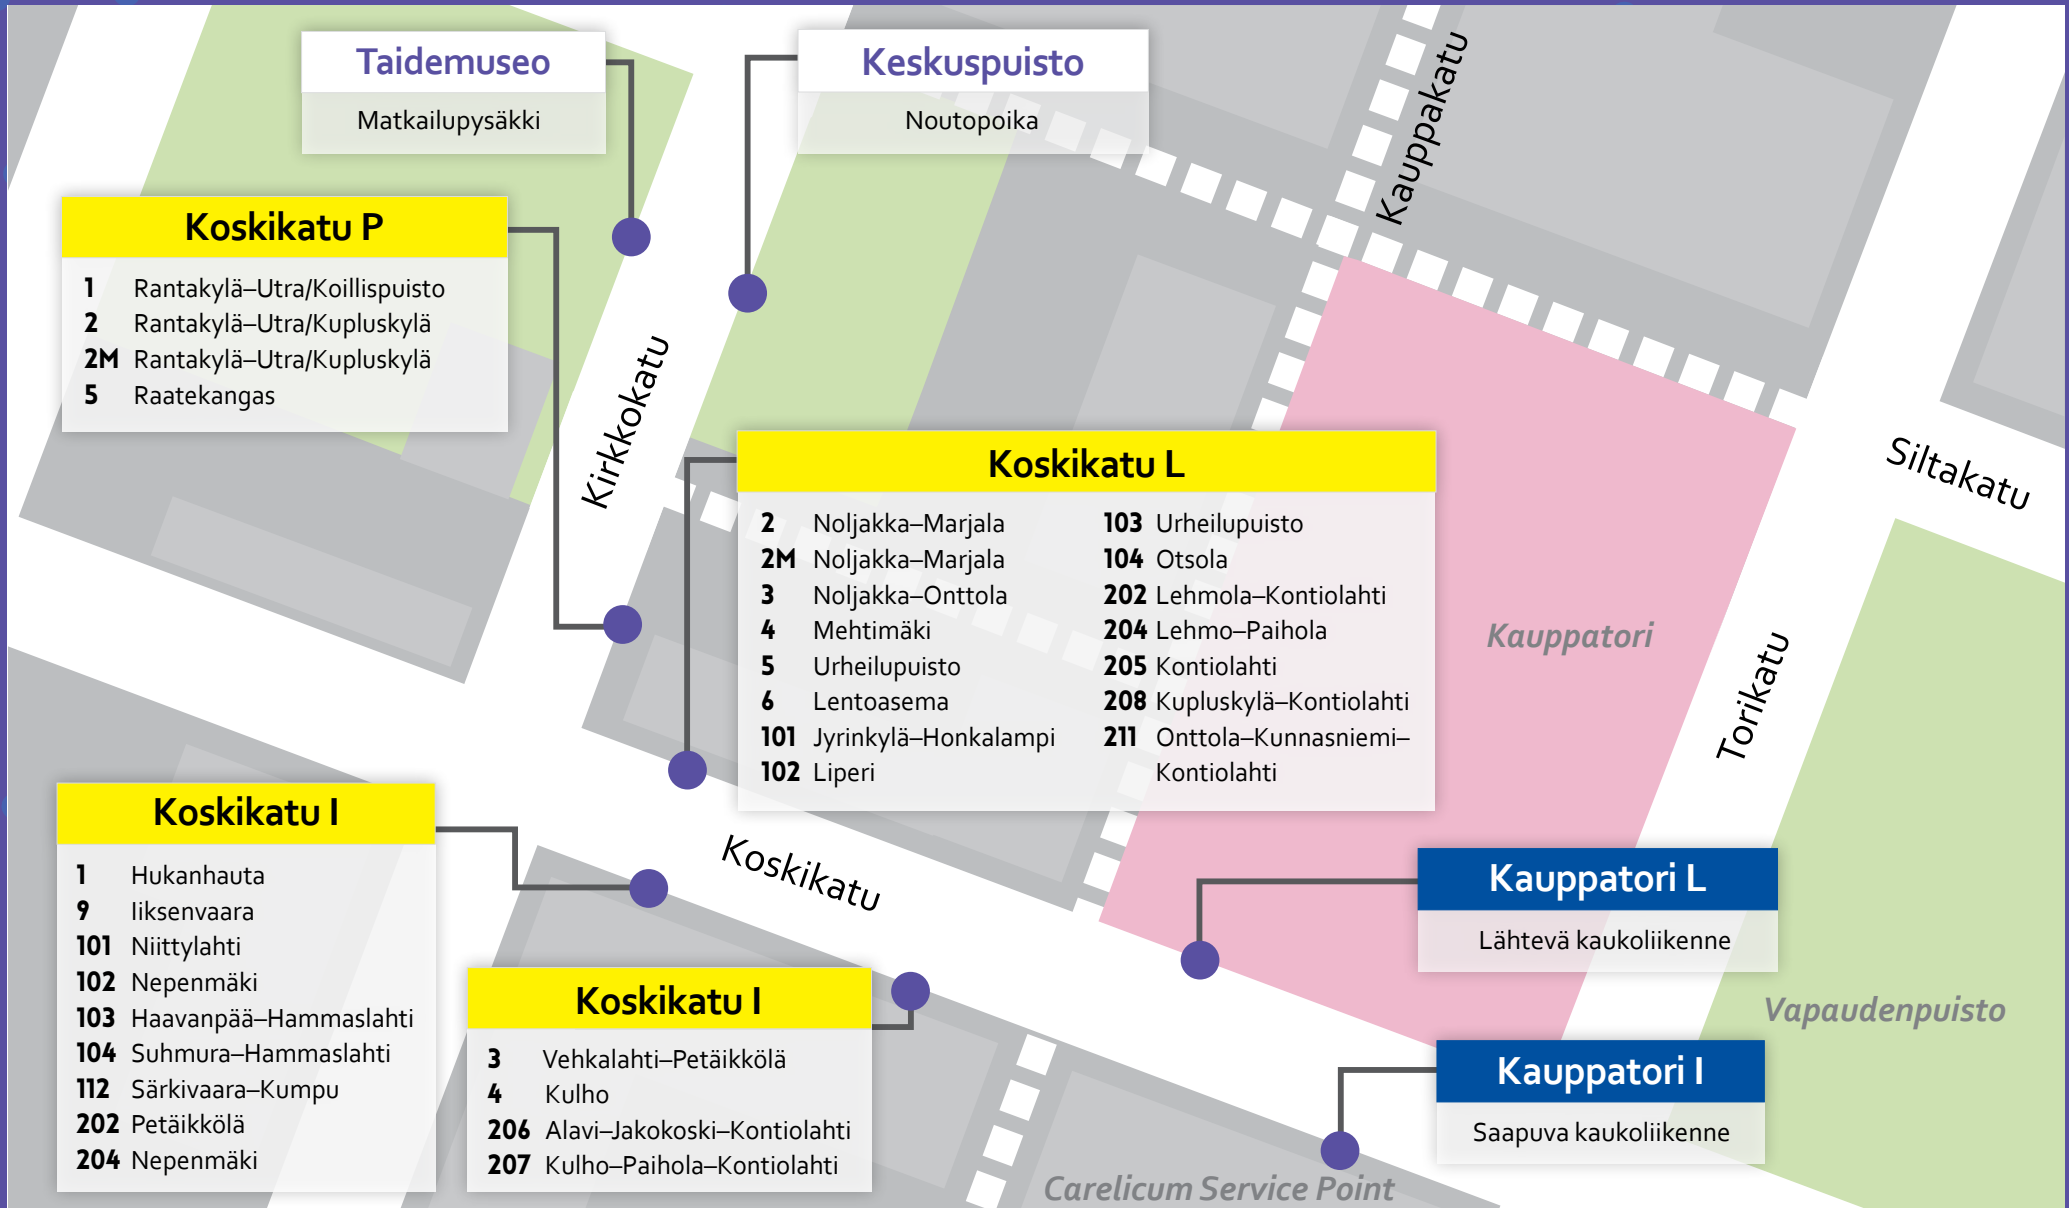 Taidemuseo
Matkailupysäkki
Keskuspuisto
Noutopoika
Kauppakatu
Koskikatu P
1 Rantakylä–Utra/Koillispuisto
2 Rantakylä–Utra/Kupluskylä
2M Rantakylä–Utra/Kupluskylä
5 Raatekangas
Kirkkokatu
Siltakatu
Koskikatu L
2 Noljakka–Marjala
2M Noljakka–Marjala
3 Noljakka–Onttola
4 Mehtimäki
5 Urheilupuisto
6 Lentoasema
101 Jyrinkylä–Honkalampi
102 Liperi
103 Urheilupuisto
104 Otsola
202 Lehmola–Kontiolahti
204 Lehmo–Paihola
205 Kontiolahti
208 Kupluskylä–Kontiolahti
211 Onttola–Kunnasniemi–
Kontiolahti
Kauppatori
Torikatu
Koskikatu I
1 Hukanhauta
9 Iiksenvaara
101 Niittylahti
102 Nepenmäki
103 Haavanpää–Hammaslahti
104 Suhmura–Hammaslahti
112 Särkivaara–Kumpu
202 Petäikkölä
204 Nepenmäki
Koskikatu
Koskikatu I
3 Vehkalahti–Petäikkölä
4 Kulho
206 Alavi–Jakokoski–Kontiolahti
207 Kulho–Paihola–Kontiolahti
Kauppatori L
Lähtevä kaukoliikenne
Vapaudenpuisto
Kauppatori I
Saapuva kaukoliikenne
Carelicum Service Point